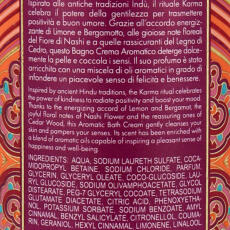 Ispirato alle antiche tradizioni Indù, il rituale Karma
celebra il potere della gentilezza per trasmettere
positività e buon umore. Grazie all'accordo energiz-
zante di Limone e Bergamotto, alle gioiose note floreali
del Fiore di Nashi e a quelle rassicuranti del Legno di
Cedro, questo Bagno Crema Aromatico deterge dolce-
mente la pelle e coccola i sensi. Il suo profumo è stato
arricchito con una miscela di oli aromatici in grado di
infondere un piacevole senso di felicità e benessere.
Inspired by ancient Hindu traditions, the Karma ritual celebrates
the power of kindness to radiate positivity and boost your mood.
Thanks to the energizing accord of Lemon and Bergamot, the
joyful floral notes of Nashi Flower and the reassuring ones of
Cedar Wood, this Aromatic Bath Cream gently cleanses your
skin and pampers your senses. Its scent has been enriched with
a blend of aromatic oils capable of inspiring a pleasant sense of
happiness and well-being.
INGREDIENTS: AQUA, SODIUM LAURETH SULFATE, COCA-
MIDOPROPYL BETAINE, SODIUM CHLORIDE, PARFUM,
GLYCERIN, GLYCERYL OLEATE, COCO-GLUCOSIDE, LAU-
RYL GLUCOSIDE, SODIUM OLIVAMPHOACETATE, GLYCOL
DISTEARATE, PEG-7 GLYCERYL COCOATE, TETRASODIUM
GLUTAMATE DIACETATE, CITRIC ACID, PHENOXYETHA-
NOL, POTASSIUM SORBATE, SODIUM BENZOATE, AMYL
CINNAMAL, BENZYL SALICYLATE, CITRONELLOL, COUMA-
RIN, GERANIOL, HEXYL CINNAMAL, LIMONENE, LINALOOL